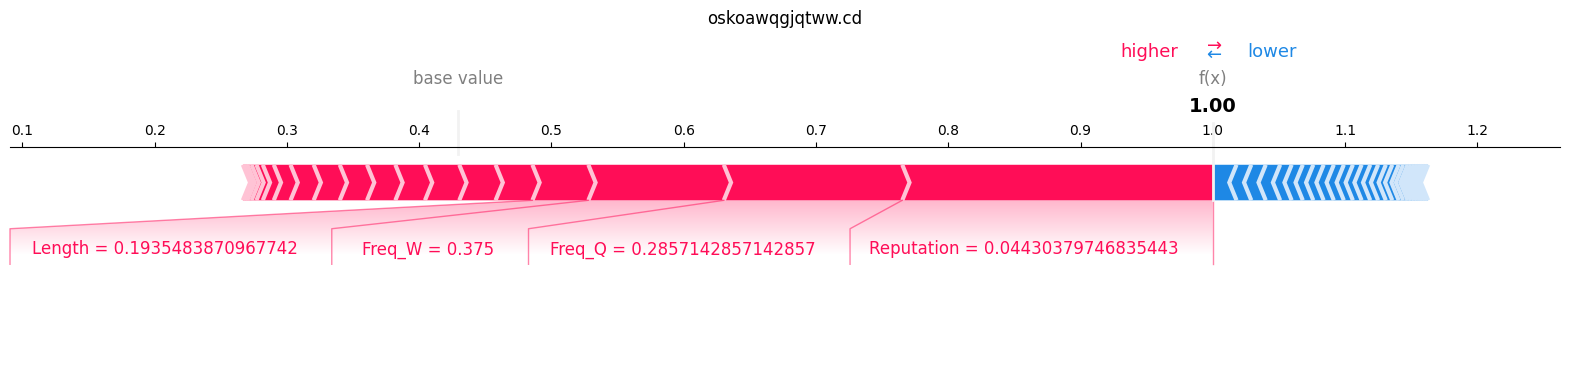 oskoawqgjqtww.cd
higher ⇄ lower
base value f(x)
1.00
0.1 0.2 0.3 0.4 0.5 0.6 0.7 0.8 0.9 1.0 1.1 1.2
Length = 0.1935483870967742 Freq_W = 0.375 Freq_Q = 0.2857142857142857 Reputation = 0.04430379746835443